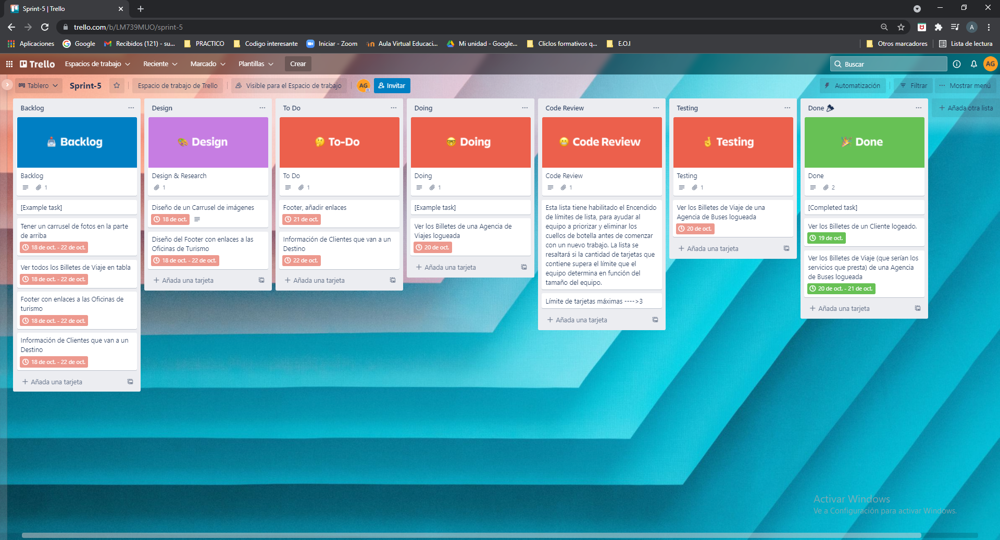 Sprint-5 | Trello
trello.com/b/LM739MUO/sprint-5
A
Aplicaciones
Google
Recibidos (121) - su...
PRACTICO
Codigo interesante
Iniciar - Zoom
Aula Virtual Educaci...
Mi unidad - Google...
Cliclos formativos q...
E.O.I
Otros marcadores
Lista de lectura
Trello
Espacios de trabajo
Reciente
Marcado
Plantillas
Crear
Buscar
AG
Tablero
Sprint-5
Espacio de trabajo de Trello
Visible para el Espacio de trabajo
AG
Invitar
Automatización
Filtrar
Mostrar menú
Backlog
Backlog
Backlog
1
[Example task]
Tener un carrusel de fotos en la parte
de arriba
18 de oct. - 22 de oct.
Ver todos los Billetes de Viaje en tabla
18 de oct. - 22 de oct.
Footer con enlaces a las Oficinas de
turismo
18 de oct. - 22 de oct.
Información de Clientes que van a un
Destino
18 de oct. - 22 de oct.
+ Añada una tarjeta
Design
Design
Design & Research
1
Diseño de un Carrusel de imágenes
18 de oct.
Diseño del Footer con enlaces a las
Oficinas de Turismo
18 de oct. - 22 de oct.
+ Añada una tarjeta
To Do
To-Do
To Do
1
Footer, añadir enlaces
21 de oct.
Información de Clientes que van a un
Destino
22 de oct.
+ Añada una tarjeta
Doing
Doing
Doing
1
[Example task]
Ver los Billetes de una Agencia de
Viajes logueada
20 de oct.
+ Añada una tarjeta
Code Review
Code Review
Code Review
1
Esta lista tiene habilitado el Encendido
de límites de lista, para ayudar al
equipo a priorizar y eliminar los
cuellos de botella antes de comenzar
con un nuevo trabajo. La lista se
resaltará si la cantidad de tarjetas que
contiene supera el límite que el
equipo determina en función del
tamaño del equipo.
Límite de tarjetas máximas ---->3
+ Añada una tarjeta
Testing
Testing
Testing
1
Ver los Billetes de Viaje de una
Agencia de Buses logueada
20 de oct.
+ Añada una tarjeta
Done
Done
Done
2
[Completed task]
Ver los Billetes de un Cliente logeado.
19 de oct.
Ver los Billetes de Viaje (que serían los
servicios que presta) de una Agencia
de Buses logueada
20 de oct. - 21 de oct.
+ Añada una tarjeta
+ Añada otra lista
Activar Windows
Ve a Configuración para activar Windows.